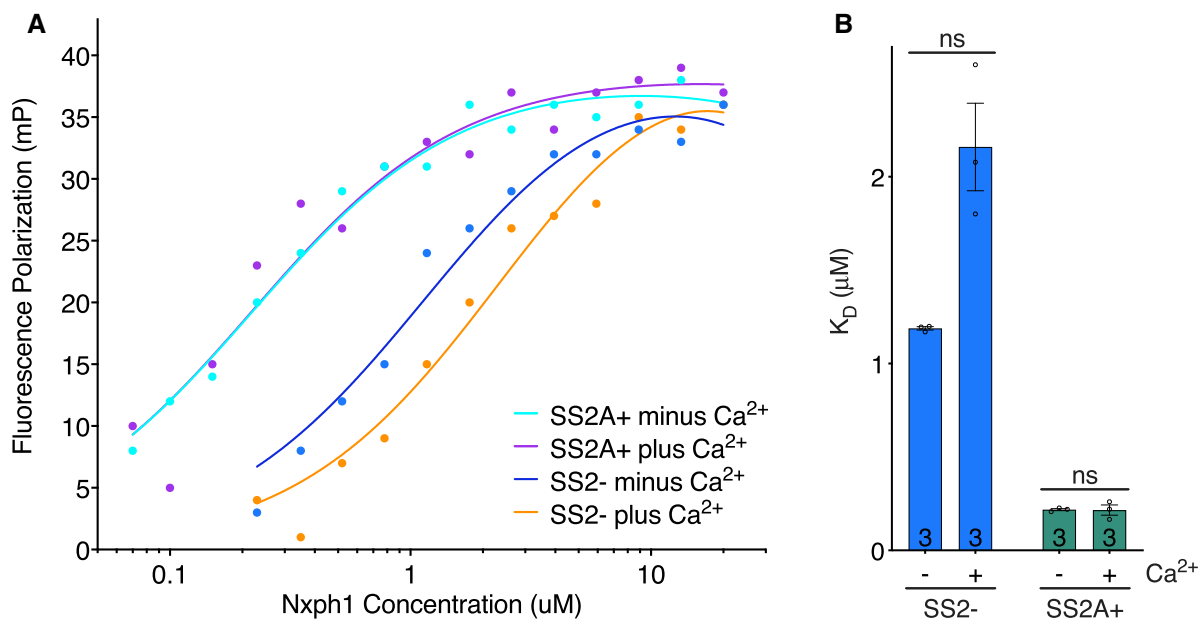 A
Fluorescence Polarization (mP)
40
35
30
25
20
15
10
5
0
0.1 1 10
Nxph1 Concentration (uM)
SS2A+ minus Ca²⁺
SS2A+ plus Ca²⁺
SS2- minus Ca²⁺
SS2- plus Ca²⁺
B
K_D (μM)
2
1
0
ns
ns
3 3 3 3
- + - + Ca²⁺
SS2- SS2A+